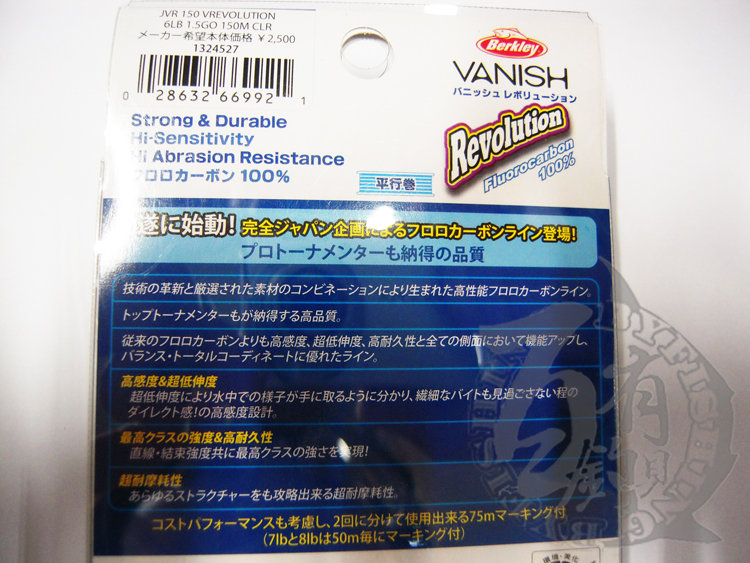 JVR 150 VREVOLUTION
6LB 1.5GO 150M CLR
メーカー希望本体価格 ¥2,500
1324527
0 28632 66992 1
Berkley
VANISH
バニッシュ レボリューション
Revolution
Fluorocarbon
100%
Strong & Durable
Hi-Sensitivity
Hi Abrasion Resistance
フロロカーボン 100%
平行巻
遂に始動! 完全ジャパン企画によるフロロカーボンライン登場!
プロトーナメンターも納得の品質
技術の革新と厳選された素材のコンビネーションにより生まれた高性能フロロカーボンライン。
トップトーナメンターもが納得する高品質。
従来のフロロカーボンよりも高感度、超低伸度、高耐久性と全ての側面において機能アップし、
バランス・トータルコーディネートに優れたライン。
高感度&超低伸度
超低伸度により水中での様子が手に取るように分かり、繊細なバイトも見過ごさない程の
ダイレクト感!の高感度設計。
最高クラスの強度&高耐久性
直線・結束強度共に最高クラスの強さを実現!
超耐摩耗性
あらゆるストラクチャーをも攻略出来る超耐摩耗性。
コストパフォーマンスも考慮し、2回に分けて使用出来る75mマーキング付
(7lbと8lbは50m毎にマーキング付)
環境・美化